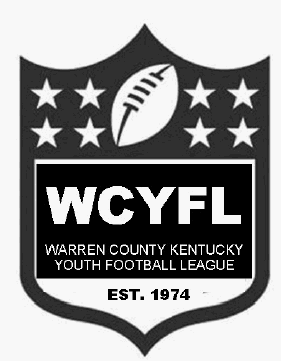 WCYFL
WARREN COUNTY KENTUCKY
YOUTH FOOTBALL LEAGUE
EST. 1974